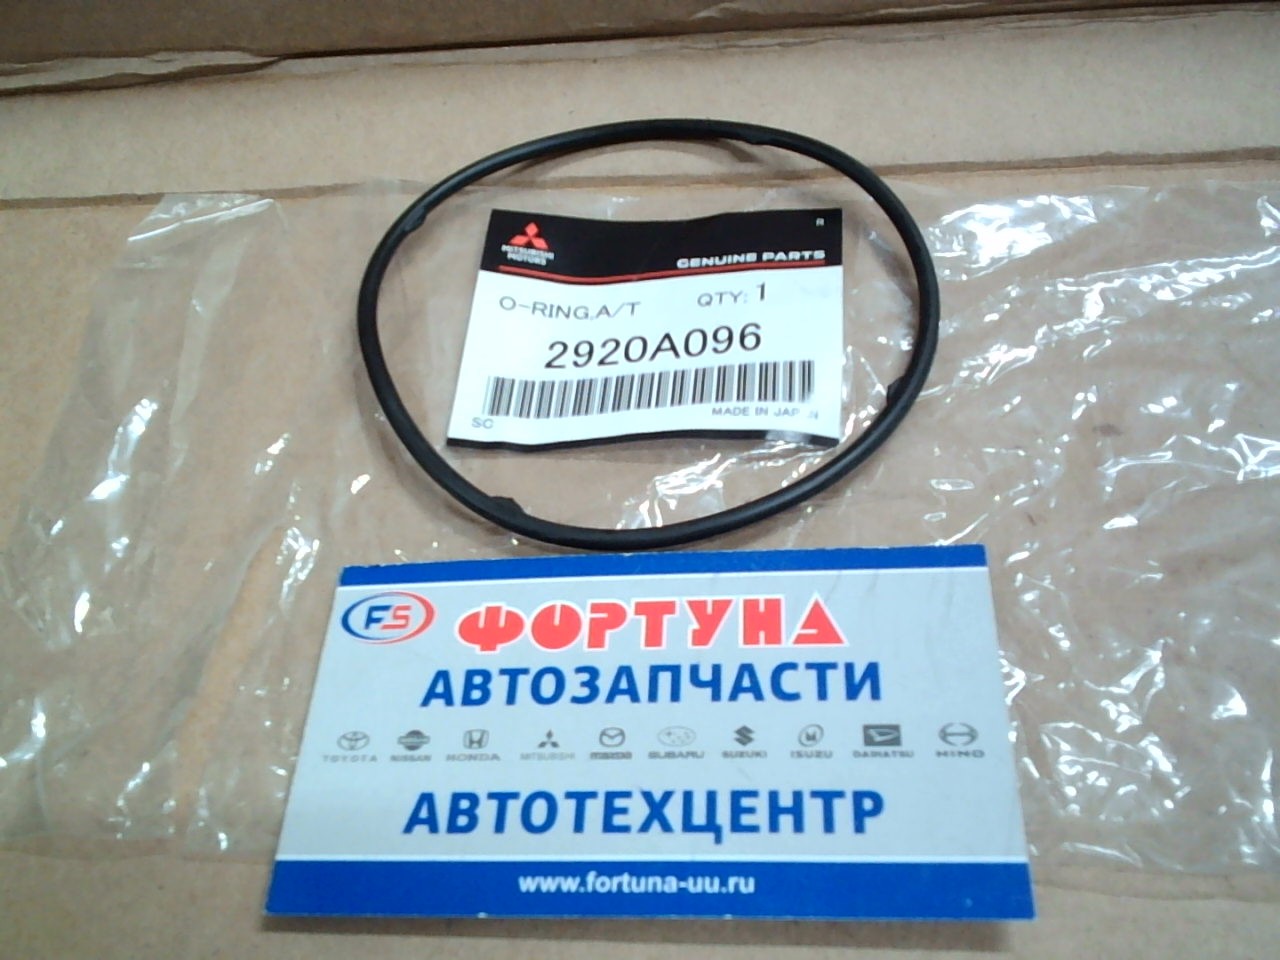 R
MITSUBISHI
MOTORS
GENUINE PARTS
O-RING,A/T QTY: 1
2920A096
SC MADE IN JAPAN
FS ФОРТУНА
АВТОЗАПЧАСТИ
TOYOTA NISSAN HONDA MITSUBISHI mazda SUBARU SUZUKI ISUZU DAIHATSU HINO
АВТОТЕХЦЕНТР
www.fortuna-uu.ru